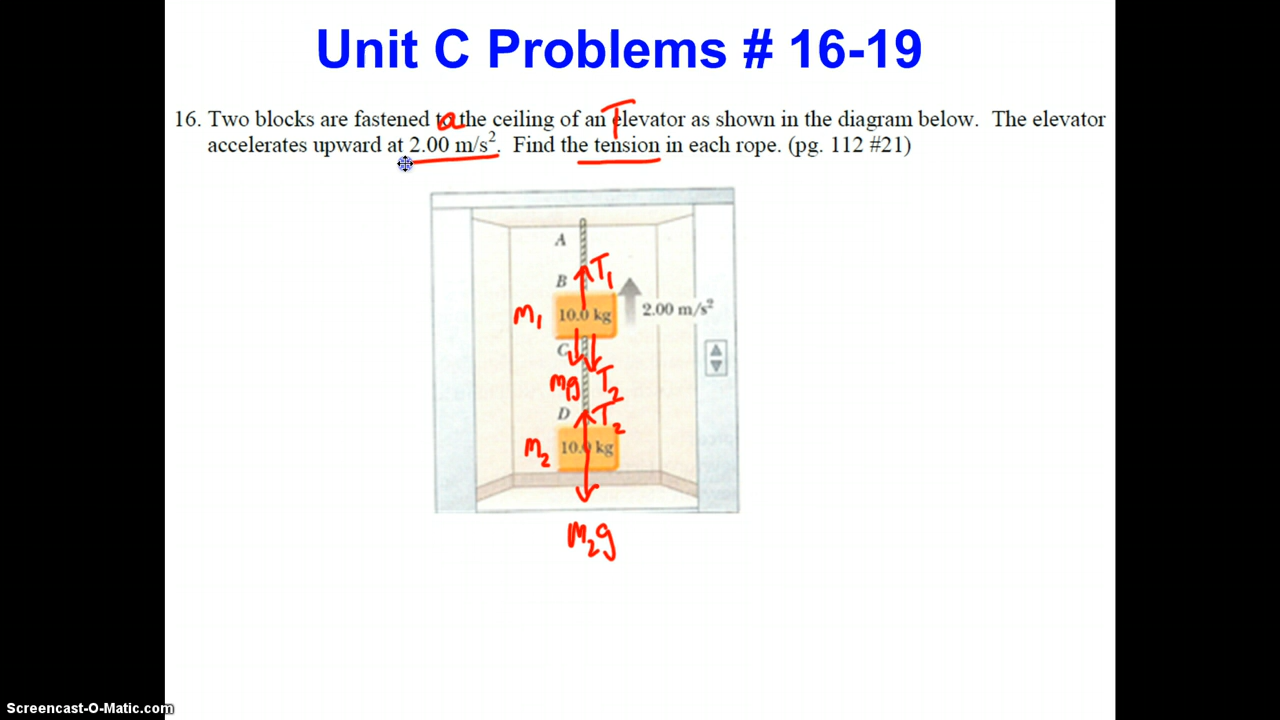 Unit C Problems # 16-19
16. Two blocks are fastened to the ceiling of an elevator as shown in the diagram below. The elevator
accelerates upward at 2.00 m/s². Find the tension in each rope. (pg. 112 #21)
a
T
A
B
T₁
m₁
10.0 kg
2.00 m/s²
C
mg
T₂
D
T₂
m₂
10.0 kg
m₂g
Screencast-O-Matic.com